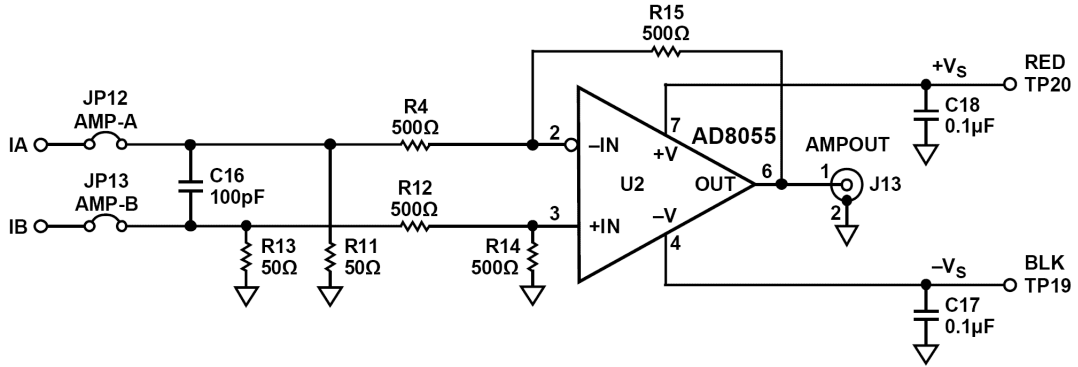 R15
500Ω
+VS
RED
TP20
JP12
AMP-A
R4
500Ω
C18
0.1µF
7
AD8055
AMPOUT
IA
2
–IN
+V
C16
100pF
JP13
AMP-B
R12
500Ω
U2
OUT
6
1
J13
3
–V
2
IB
+IN
R13
50Ω
R11
50Ω
R14
500Ω
4
–VS
BLK
TP19
C17
0.1µF